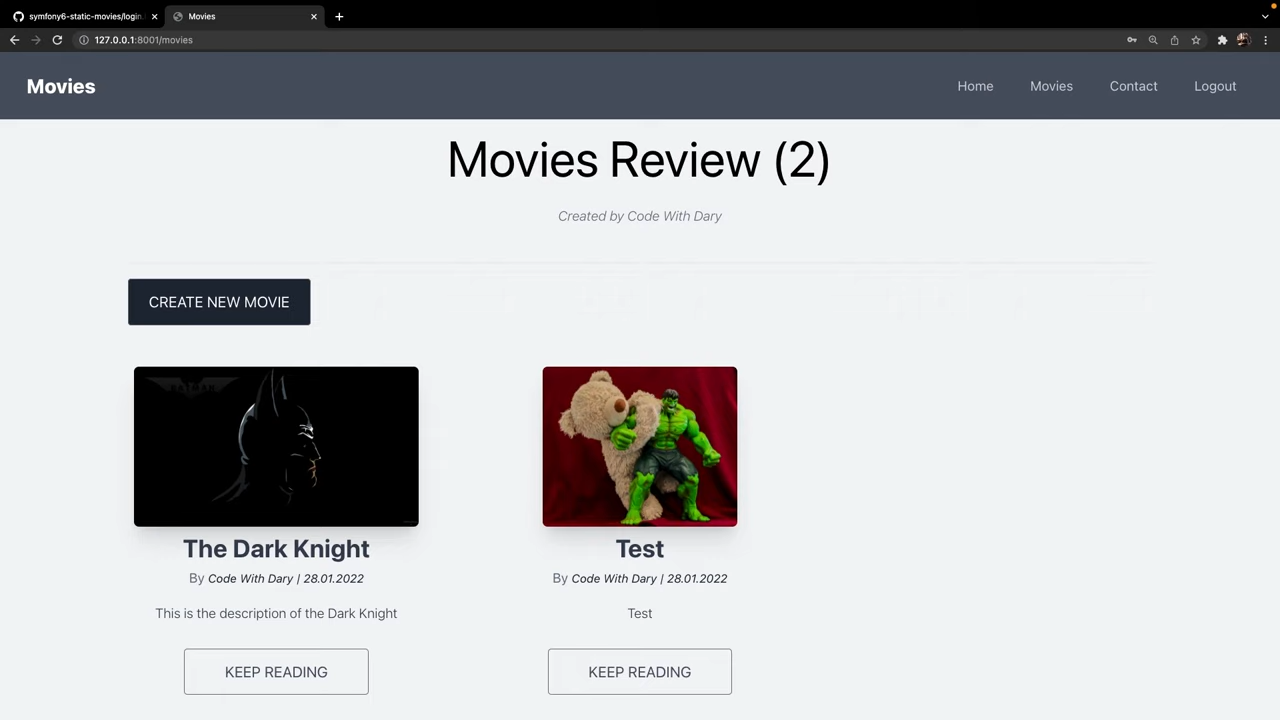 symfony6-static-movies/login.
Movies
127.0.0.1:8001/movies
Movies
Home Movies Contact Logout
Movies Review (2)
Created by Code With Dary
CREATE NEW MOVIE
BATMAN
The Dark Knight
By Code With Dary | 28.01.2022
This is the description of the Dark Knight
KEEP READING
Test
By Code With Dary | 28.01.2022
Test
KEEP READING